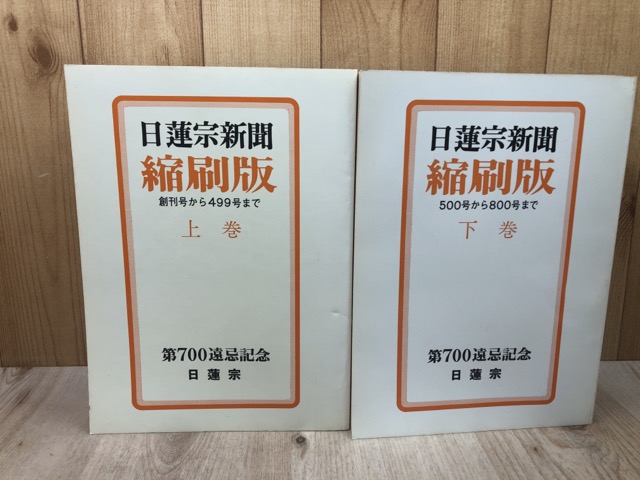 日蓮宗新聞
縮刷版
創刊号から499号まで
上巻
第700遠忌記念
日蓮宗
日蓮宗新聞
縮刷版
500号から800号まで
下巻
第700遠忌記念
日蓮宗